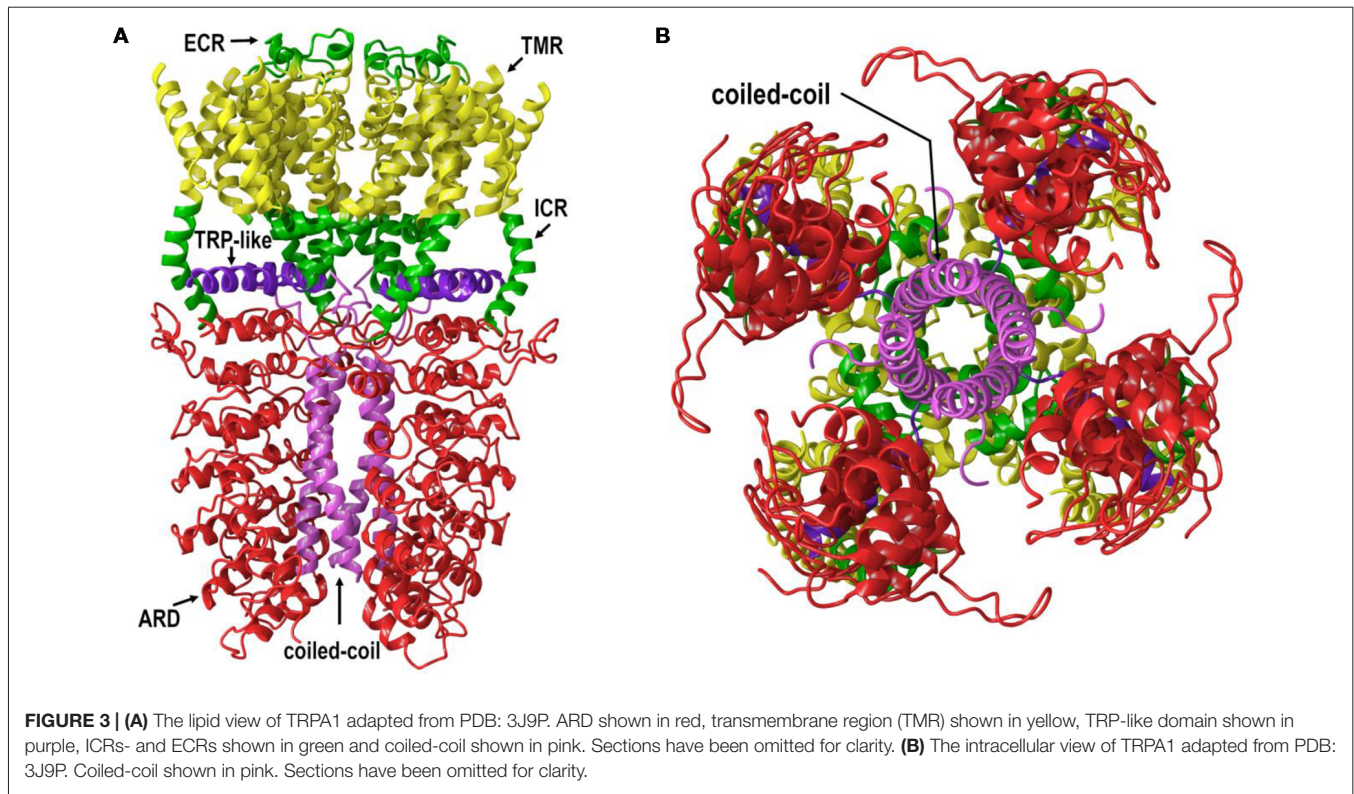 A
ECR
TMR
B
coiled-coil
ICR
TRP-like
ARD
coiled-coil
FIGURE 3 | (A) The lipid view of TRPA1 adapted from PDB: 3J9P. ARD shown in red, transmembrane region (TMR) shown in yellow, TRP-like domain shown in
purple, ICRs- and ECRs shown in green and coiled-coil shown in pink. Sections have been omitted for clarity. (B) The intracellular view of TRPA1 adapted from PDB:
3J9P. Coiled-coil shown in pink. Sections have been omitted for clarity.